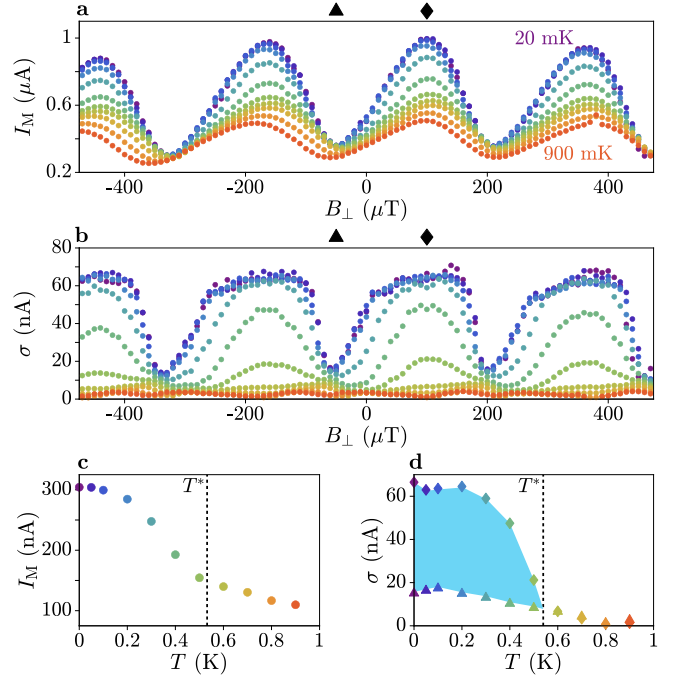 a
20 mK
900 mK
1
0.6
0.2
I_M (μA)
-400 -200 0 200 400
B_⊥ (μT)
b
80
60
40
20
0
σ (nA)
-400 -200 0 200 400
B_⊥ (μT)
c
T*
300
250
200
150
100
I_M (nA)
0 0.2 0.4 0.6 0.8 1
T (K)
d
T*
60
40
20
0
σ (nA)
0 0.2 0.4 0.6 0.8 1
T (K)